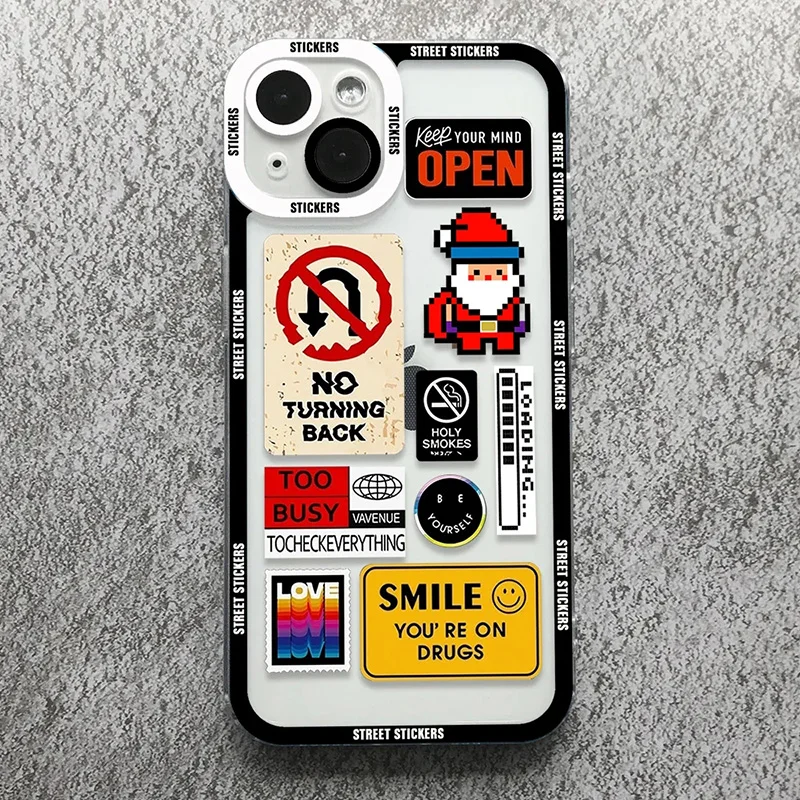 STICKERS
STREET STICKERS
STICKERS
STICKERS
STICKERS
Keep YOUR MIND
OPEN
STREET STICKERS
NO
TURNING
BACK
STREET STICKERS
STREET STICKERS
HOLY
SMOKES
LOADING...
TOO
BUSY
VAVENUE
TOCHECKEVERYTHING
BE
YOURSELF
STREET STICKERS
STREET STICKERS
LOVE
SMILE
YOU' RE ON
DRUGS
STREET STICKERS